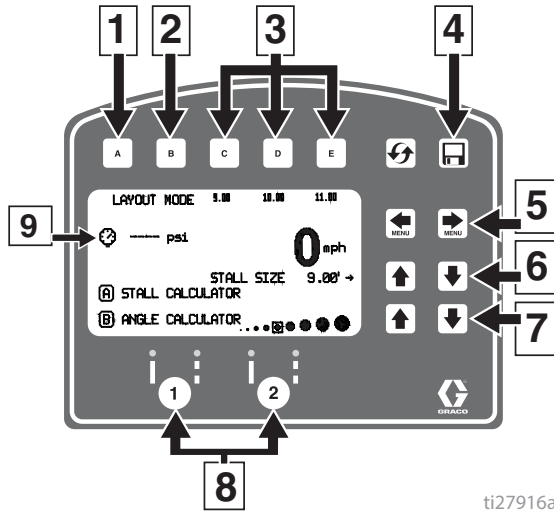 1 2 3 4
A B C D E
LAYOUT MODE 9.00 10.00 11.00
9 5
----- psi MENU MENU
0 mph
STALL SIZE 9.00' → 6
A STALL CALCULATOR
B ANGLE CALCULATOR 7
1 2
GRACO
8
ti27916a